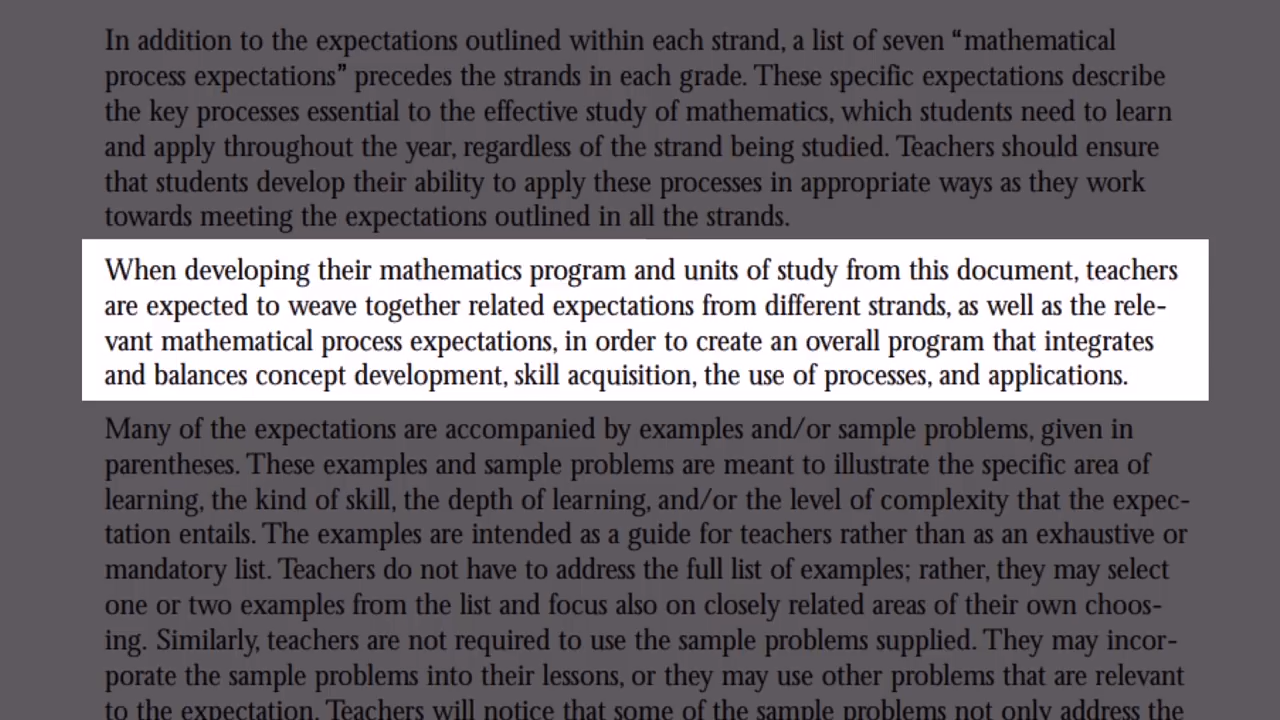 In addition to the expectations outlined within each strand, a list of seven “mathematical
process expectations” precedes the strands in each grade. These specific expectations describe
the key processes essential to the effective study of mathematics, which students need to learn
and apply throughout the year, regardless of the strand being studied. Teachers should ensure
that students develop their ability to apply these processes in appropriate ways as they work
towards meeting the expectations outlined in all the strands.
When developing their mathematics program and units of study from this document, teachers
are expected to weave together related expectations from different strands, as well as the rele-
vant mathematical process expectations, in order to create an overall program that integrates
and balances concept development, skill acquisition, the use of processes, and applications.
Many of the expectations are accompanied by examples and/or sample problems, given in
parentheses. These examples and sample problems are meant to illustrate the specific area of
learning, the kind of skill, the depth of learning, and/or the level of complexity that the expec-
tation entails. The examples are intended as a guide for teachers rather than as an exhaustive or
mandatory list. Teachers do not have to address the full list of examples; rather, they may select
one or two examples from the list and focus also on closely related areas of their own choos-
ing. Similarly, teachers are not required to use the sample problems supplied. They may incor-
porate the sample problems into their lessons, or they may use other problems that are relevant
to the expectation. Teachers will notice that some of the sample problems not only address the